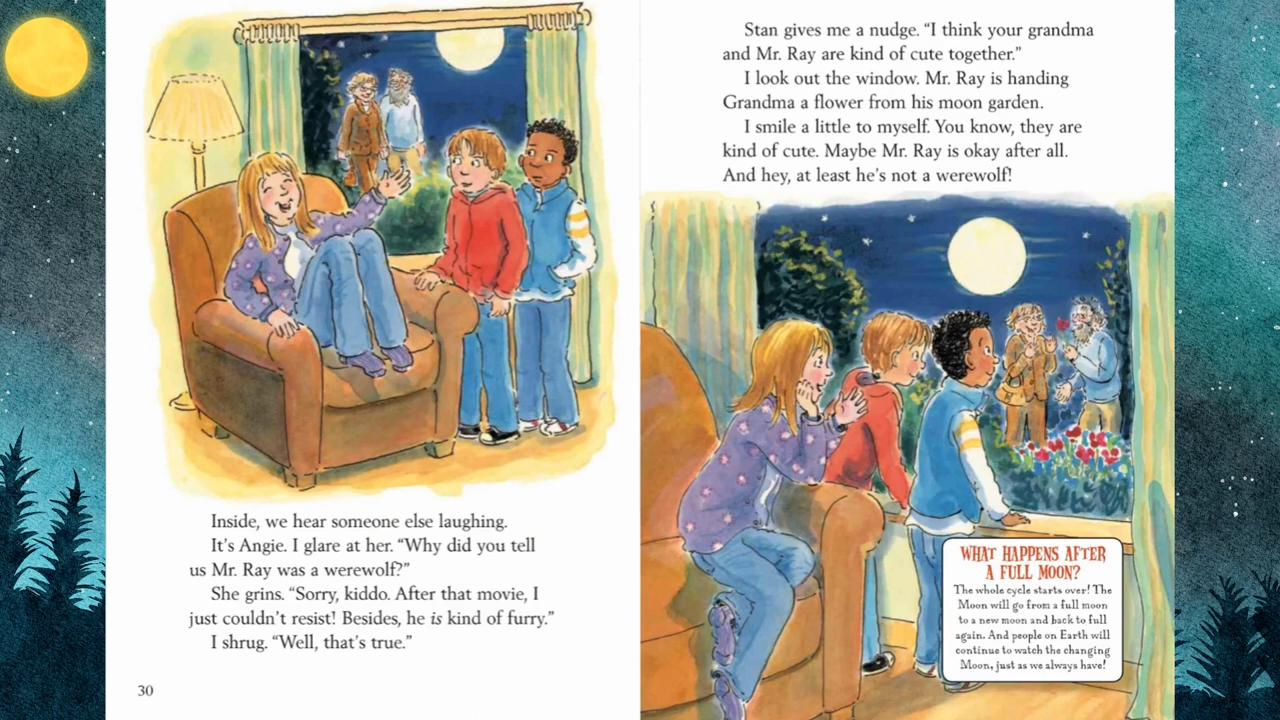 Inside, we hear someone else laughing.
It's Angie. I glare at her. “Why did you tell
us Mr. Ray was a werewolf?”
She grins. “Sorry, kiddo. After that movie, I
just couldn't resist! Besides, he is kind of furry.”
I shrug. “Well, that's true.”
30
Stan gives me a nudge. “I think your grandma
and Mr. Ray are kind of cute together.”
I look out the window. Mr. Ray is handing
Grandma a flower from his moon garden.
I smile a little to myself. You know, they are
kind of cute. Maybe Mr. Ray is okay after all.
And hey, at least he's not a werewolf!
WHAT HAPPENS AFTER
A FULL MOON?
The whole cycle starts over! The
Moon will go from a full moon
to a new moon and back to full
again. And people on Earth will
continue to watch the changing
Moon, just as we always have!